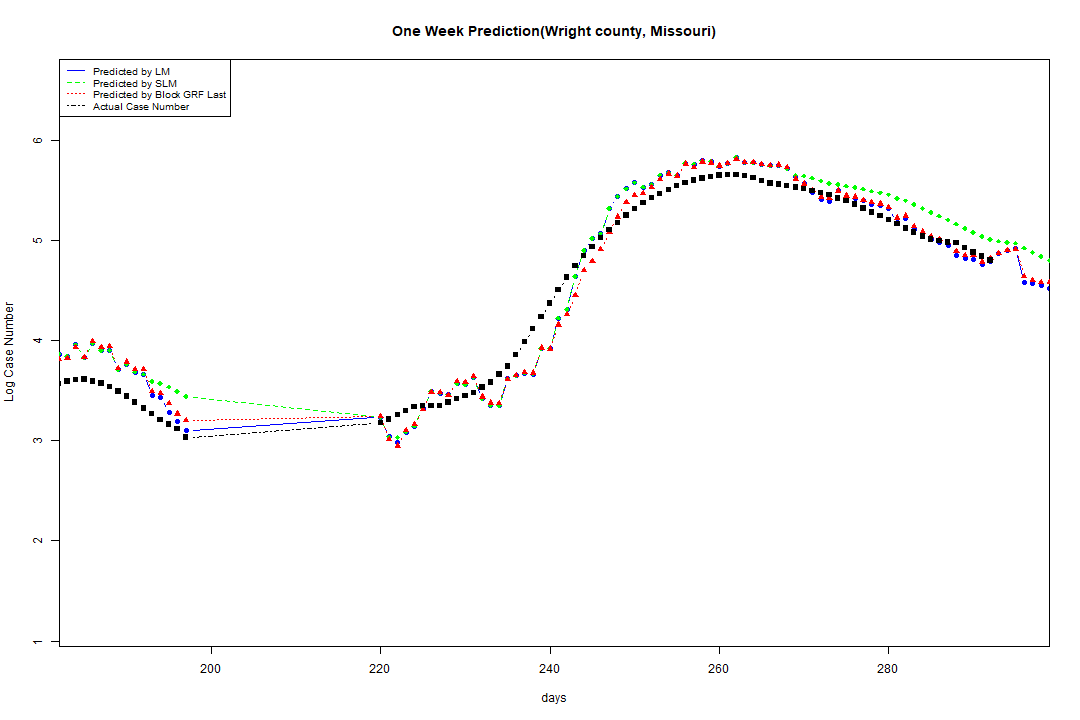 One Week Prediction(Wright county, Missouri)
Predicted by LM
Predicted by SLM
Predicted by Block GRF Last
Actual Case Number
6
5
4
3
2
1
Log Case Number
200 220 240 260 280
days